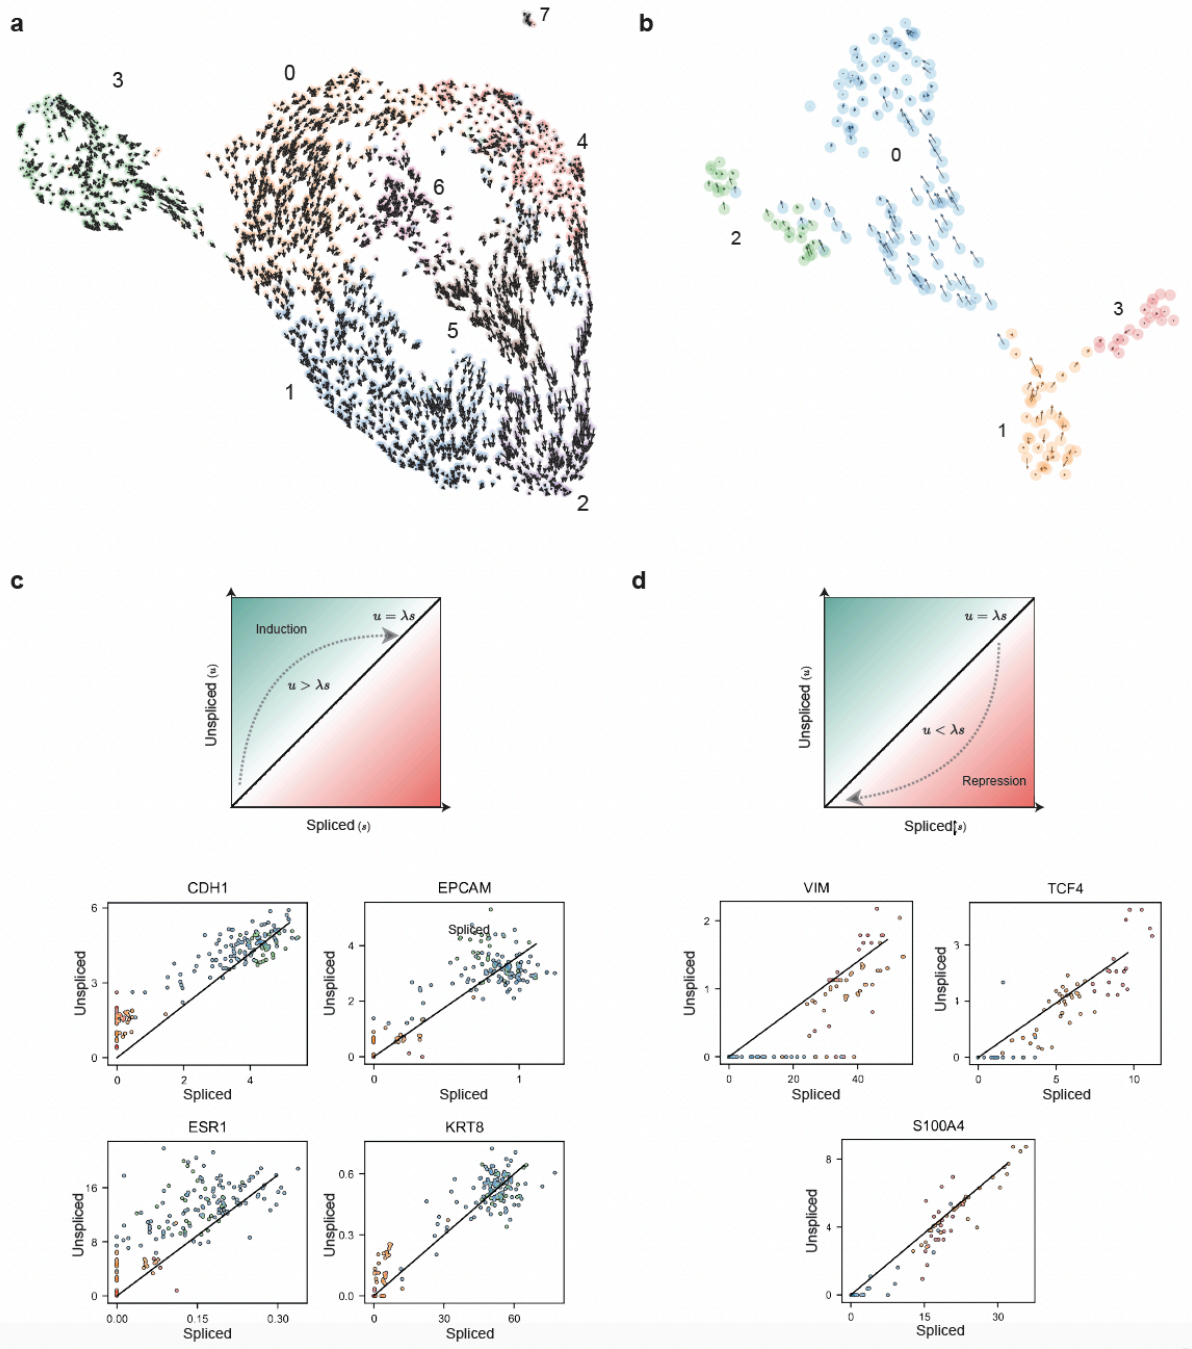 a
b
7
3
0
4
6
5
1
2
0
2
3
1
c
d
u = λs
Induction
u > λs
Unspliced (u)
Spliced (s)
u = λs
u < λs
Repression
Unspliced (u)
Spliced(s)
CDH1
6
3
0
Unspliced
0 2 4
Spliced
EPCAM
Spliced
4
2
0
Unspliced
0 1
Spliced
VIM
2
1
0
Unspliced
0 20 40
Spliced
TCF4
3
1
0
Unspliced
0 5 10
Spliced
ESR1
16
8
0
Unspliced
0.00 0.15 0.30
Spliced
KRT8
0.6
0.3
0.0
Unspliced
0 30 60
Spliced
S100A4
8
4
0
Unspliced
0 15 30
Spliced